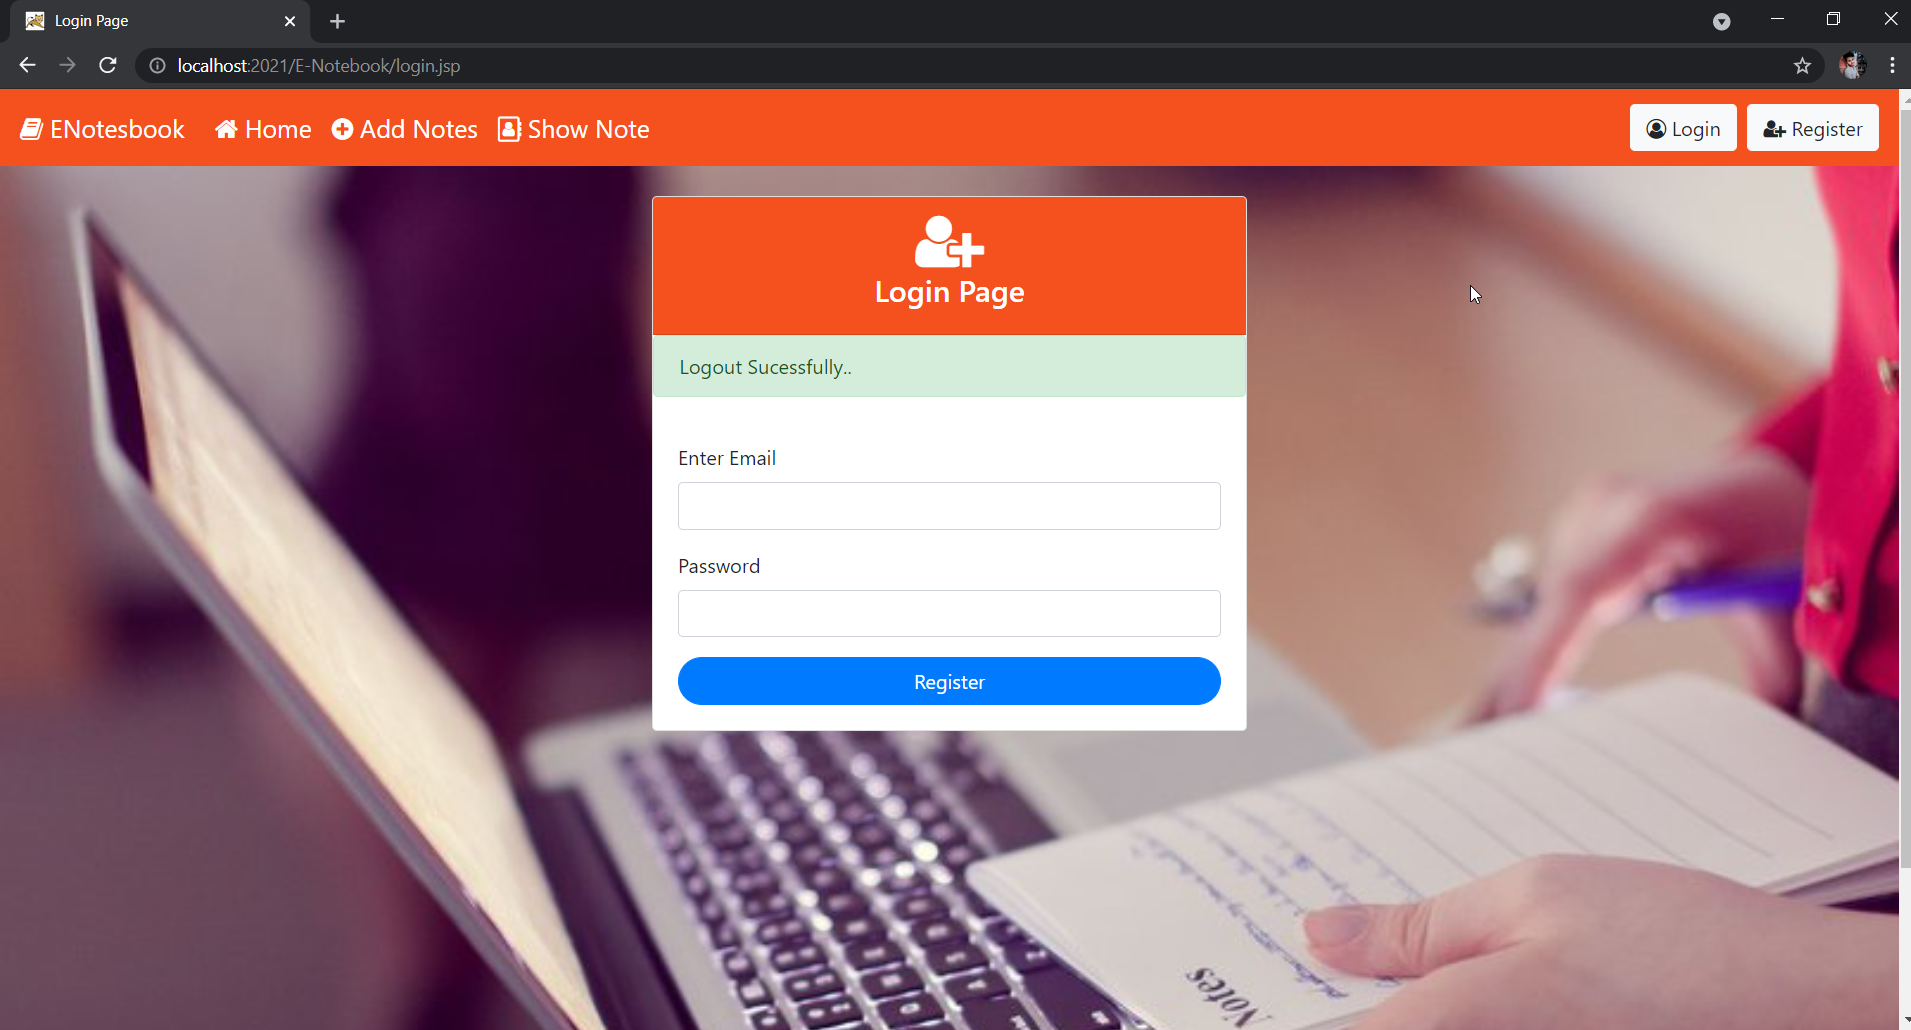 Login Page
localhost:2021/E-Notebook/login.jsp
ENotesbook Home Add Notes Show Note Login Register
Login Page
Logout Sucessfully..
Enter Email
Password
Register
Notes